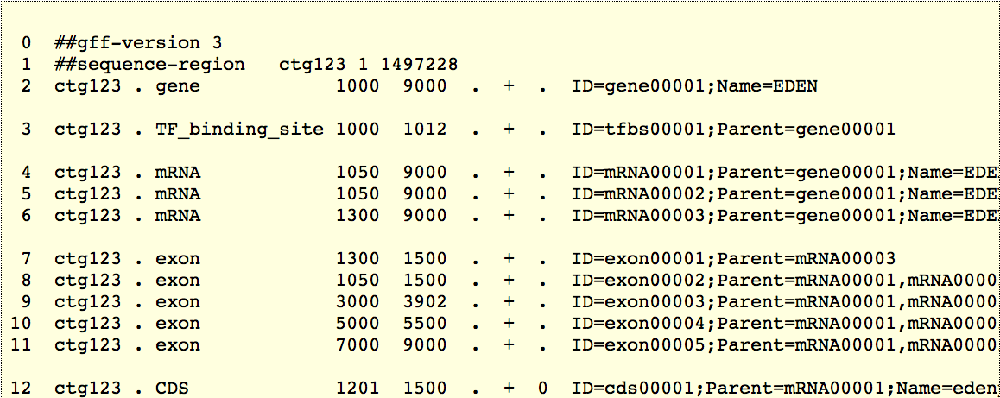 0  ##gff-version 3
1  ##sequence-region   ctg123 1 1497228
2  ctg123 . gene            1000  9000  .  +  .  ID=gene00001;Name=EDEN
3  ctg123 . TF_binding_site 1000  1012  .  +  .  ID=tfbs00001;Parent=gene00001
4  ctg123 . mRNA            1050  9000  .  +  .  ID=mRNA00001;Parent=gene00001;Name=EDE
5  ctg123 . mRNA            1050  9000  .  +  .  ID=mRNA00002;Parent=gene00001;Name=EDE
6  ctg123 . mRNA            1300  9000  .  +  .  ID=mRNA00003;Parent=gene00001;Name=EDE
7  ctg123 . exon            1300  1500  .  +  .  ID=exon00001;Parent=mRNA00003
8  ctg123 . exon            1050  1500  .  +  .  ID=exon00002;Parent=mRNA00001,mRNA0000
9  ctg123 . exon            3000  3902  .  +  .  ID=exon00003;Parent=mRNA00001,mRNA0000
10  ctg123 . exon            5000  5500  .  +  .  ID=exon00004;Parent=mRNA00001,mRNA0000
11  ctg123 . exon            7000  9000  .  +  .  ID=exon00005;Parent=mRNA00001,mRNA0000
12  ctg123 . CDS             1201  1500  .  +  0  ID=cds00001;Parent=mRNA00001;Name=eden